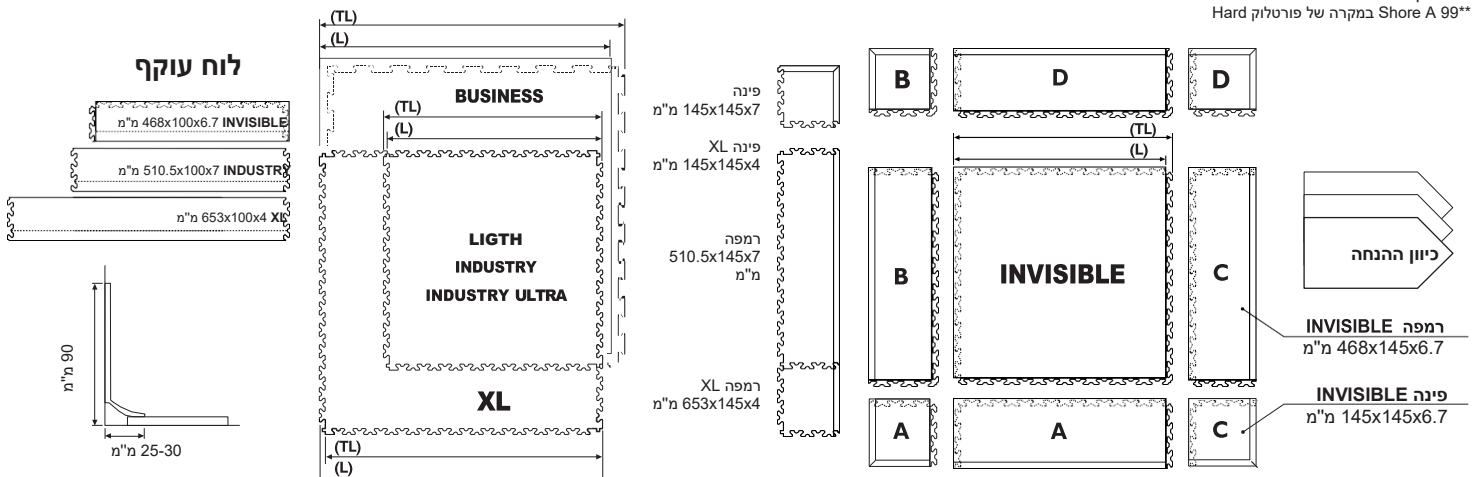 **Shore A 99 במקרה של פורטלוק Hard
לוח עוקף
468x100x6.7 INVISIBLE מ"מ
510.5x100x7 INDUSTRY מ"מ
653x100x4 XL מ"מ
90 מ"מ
25-30 מ"מ
(TL)
(L)
BUSINESS
(TL)
(L)
LIGTH
INDUSTRY
INDUSTRY ULTRA
XL
(TL)
(L)
פינה
145x145x7 מ"מ
פינה XL
145x145x4 מ"מ
רמפה
510.5x145x7
מ"מ
רמפה XL
653x145x4 מ"מ
B
D
D
(TL)
(L)
B
INVISIBLE
C
A
A
C
כיוון ההנחה
רמפה INVISIBLE
468x145x6.7 מ"מ
פינה INVISIBLE
145x145x6.7 מ"מ